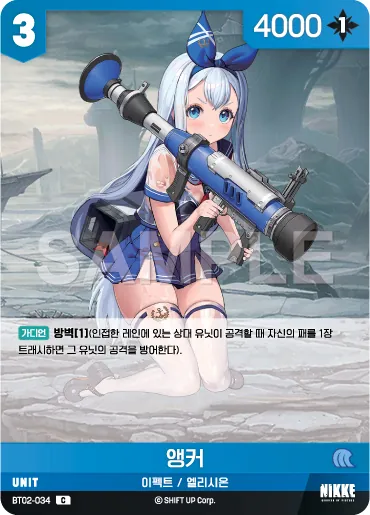 3
4000 1
SAMPLE
가디언 방벽[1](인접한 레인에 있는 상대 유닛이 공격할 때 자신의 패를 1장
트래시하면 그 유닛의 공격을 방어한다).
앵커
UNIT
이펙트 / 엘리시온
NIKKE
BT02-034 C
© SHIFT UP Corp.